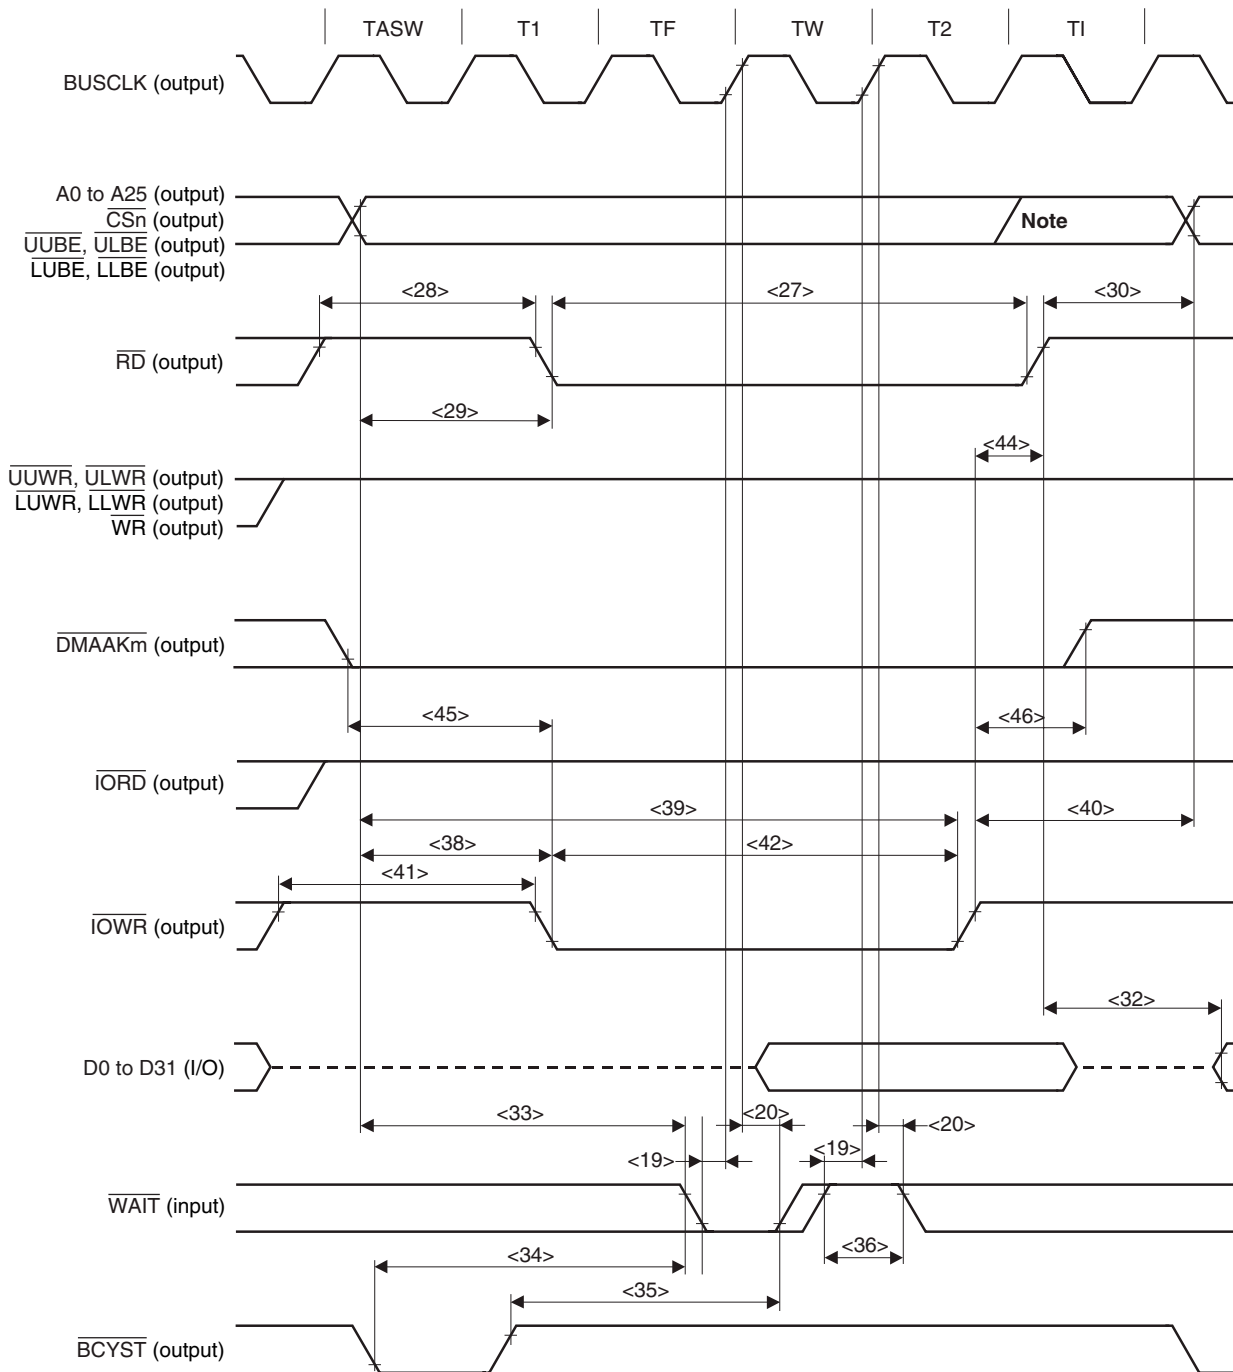 TASW T1 TF TW T2 TI
BUSCLK (output)
A0 to A25 (output)
CSn (output)
UUBE, ULBE (output)
LUBE, LLBE (output)
Note
<28> <27> <30>
RD (output)
<29>
<44>
UUWR, ULWR (output)
LUWR, LLWR (output)
WR (output)
DMAAKm (output)
<45> <46>
IORD (output)
<39> <40>
<38> <42>
<41>
IOWR (output)
<32>
D0 to D31 (I/O)
<33> <20> <20>
<19> <19>
WAIT (input)
<34> <36>
<35>
BCYST (output)